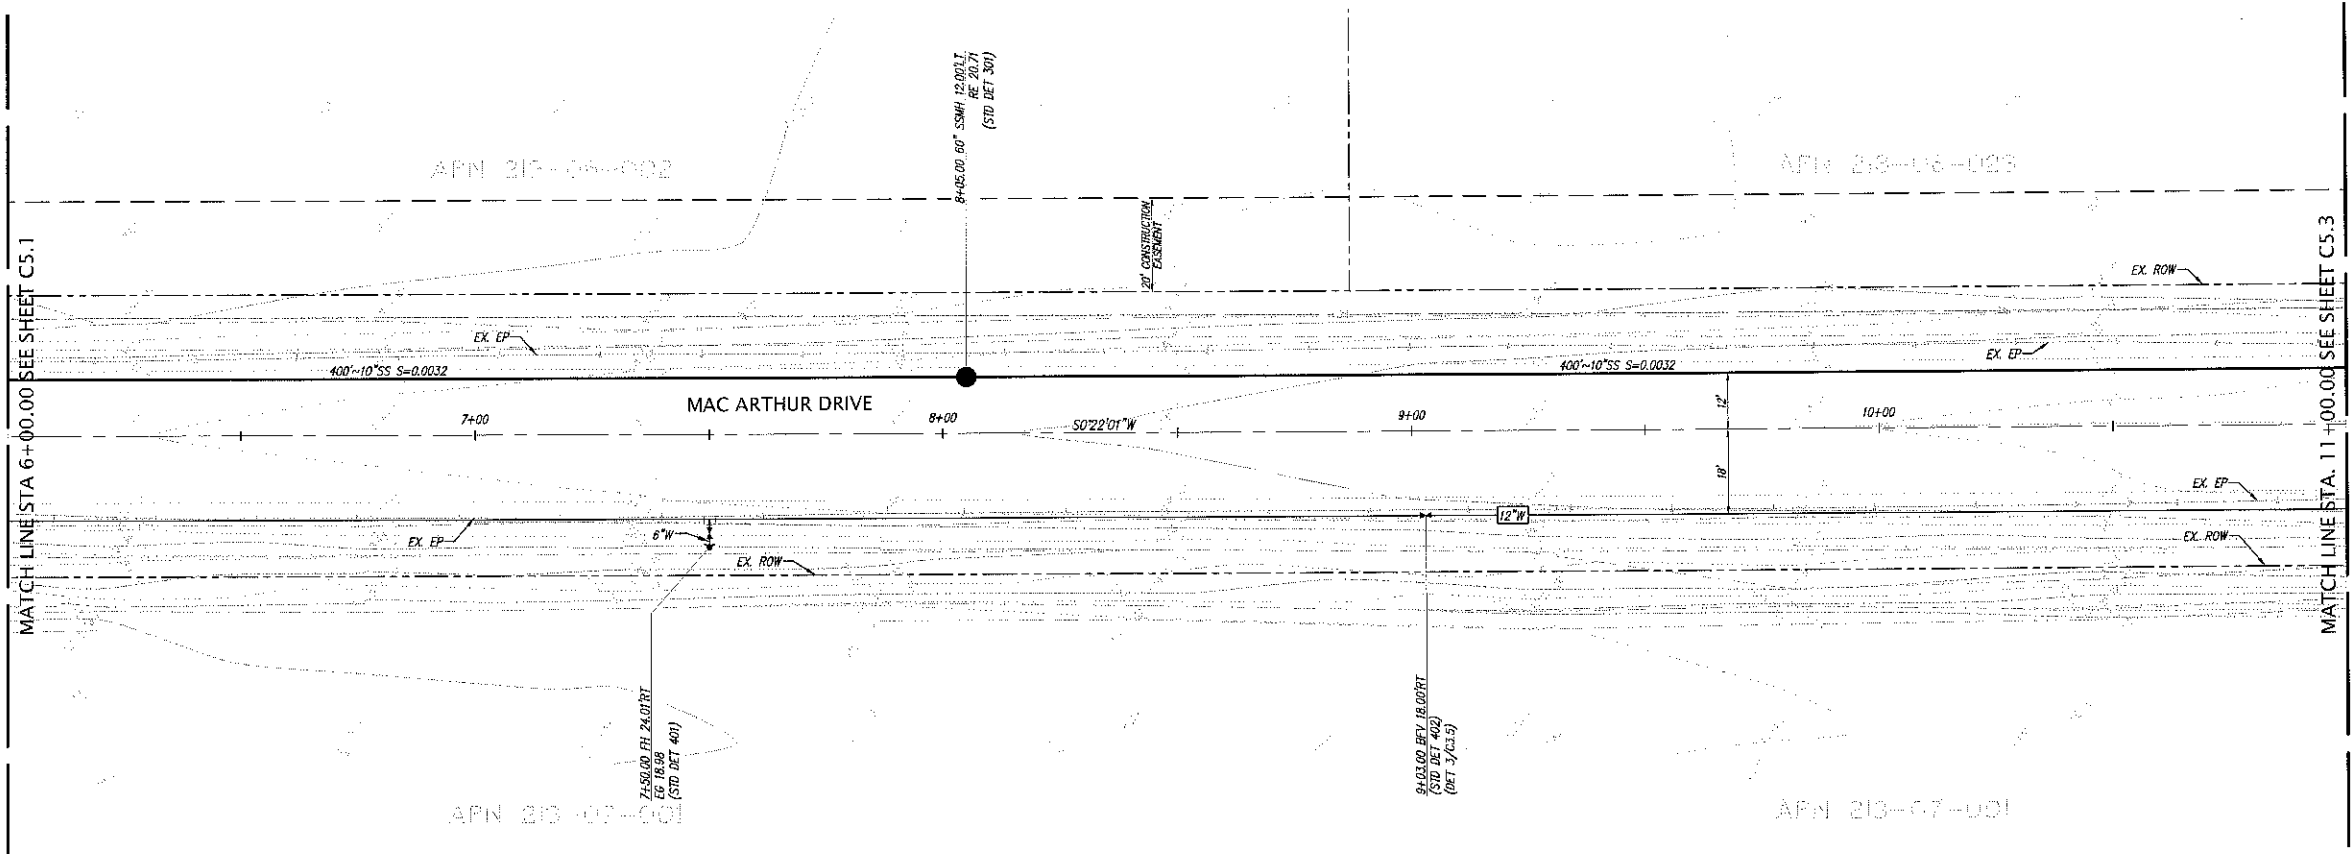 MATCH LINE STA 6+00.00 SEE SHEET C5.1
8+05.00 60" SSMH 12.00'LT
RE 20.71
(STD DET 301)
20' CONSTRUCTION
EASEMENT
EX. ROW
EX. EP
EX. EP
400'~10"SS S=0.0032
400'~10"SS S=0.0032
MAC ARTHUR DRIVE
7+00
8+00
S0°22'01"W
9+00
10+00
12'
18'
EX. EP
12"W
EX. EP
6"W
EX. ROW
EX. ROW
7+50.00 FH 24.01'RT
EG 18.98
(STD DET 401)
9+03.00 BFV 18.00'RT
(STD DET 402)
(DET 3/C3.5)
APN 213-07-001
MATCH LINE STA. 11+00.00 SEE SHEET C5.3